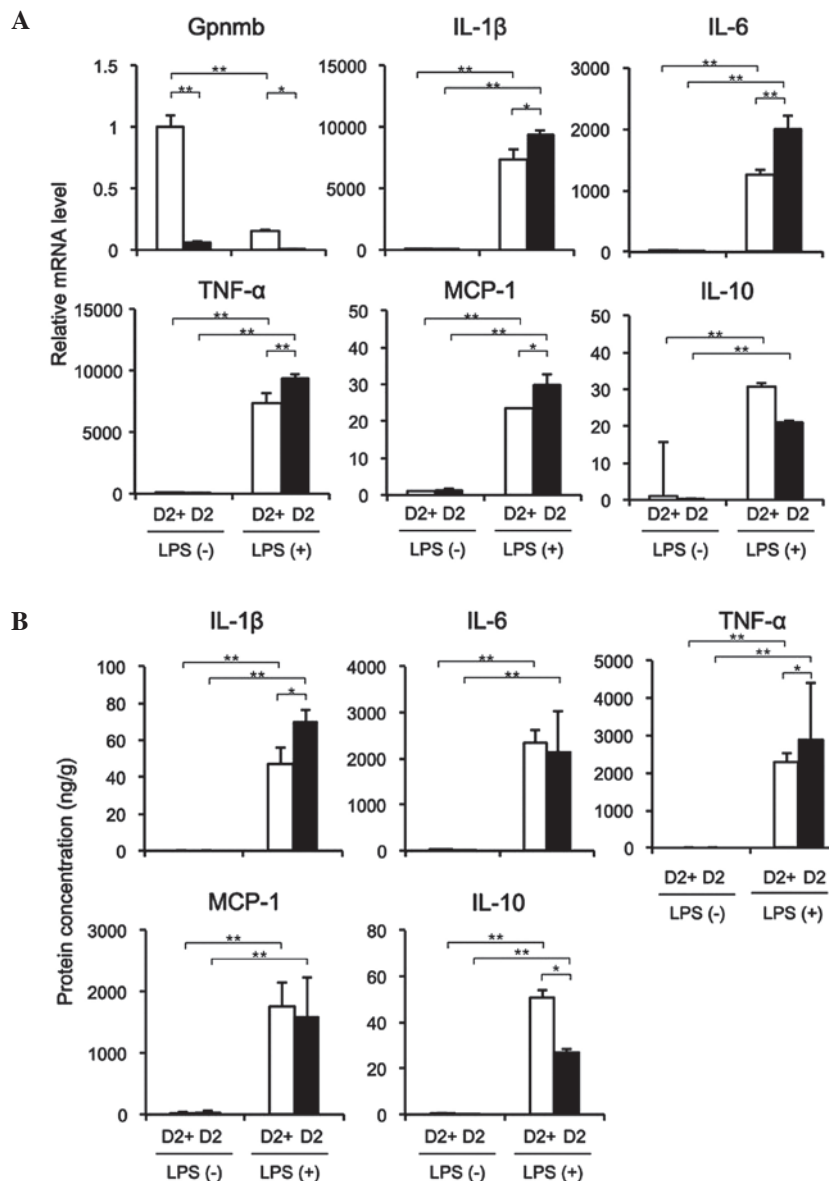 A
Gpnmb IL-1β IL-6
Relative mRNA level
1.5
1
0.5
0
** ** *
15000
10000
5000
0
** ** *
3000
2000
1000
0
** ** **
TNF-α MCP-1 IL-10
15000
10000
5000
0
** ** **
50
40
30
20
10
0
** ** *
50
40
30
20
10
0
** **
D2+ D2 D2+ D2 D2+ D2 D2+ D2 D2+ D2 D2+ D2
LPS (-) LPS (+) LPS (-) LPS (+) LPS (-) LPS (+)
B
IL-1β IL-6 TNF-α
Protein concentration (ng/g)
100
80
60
40
20
0
** ** *
4000
3000
2000
1000
0
** **
5000
4000
3000
2000
1000
0
** ** *
D2+ D2 D2+ D2
LPS (-) LPS (+)
MCP-1 IL-10
3000
2000
1000
0
** **
80
60
40
20
0
** ** *
D2+ D2 D2+ D2 D2+ D2 D2+ D2
LPS (-) LPS (+) LPS (-) LPS (+)